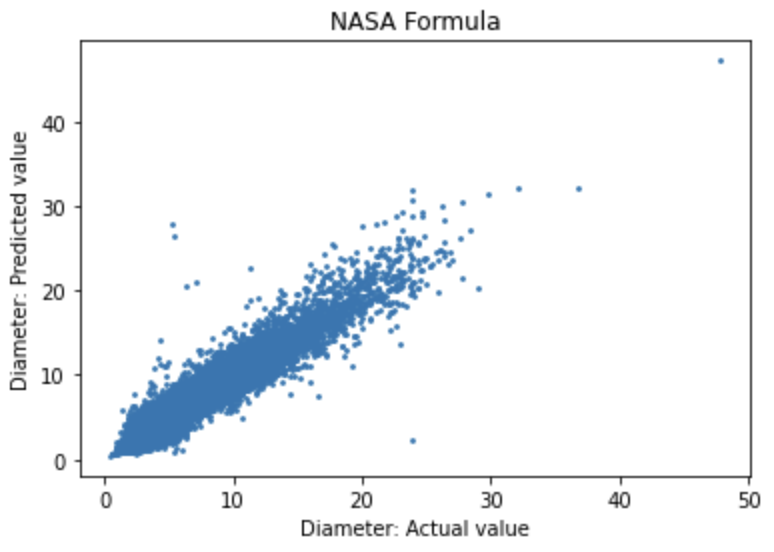 NASA Formula
Diameter: Predicted value
40
30
20
10
0
0 10 20 30 40 50
Diameter: Actual value